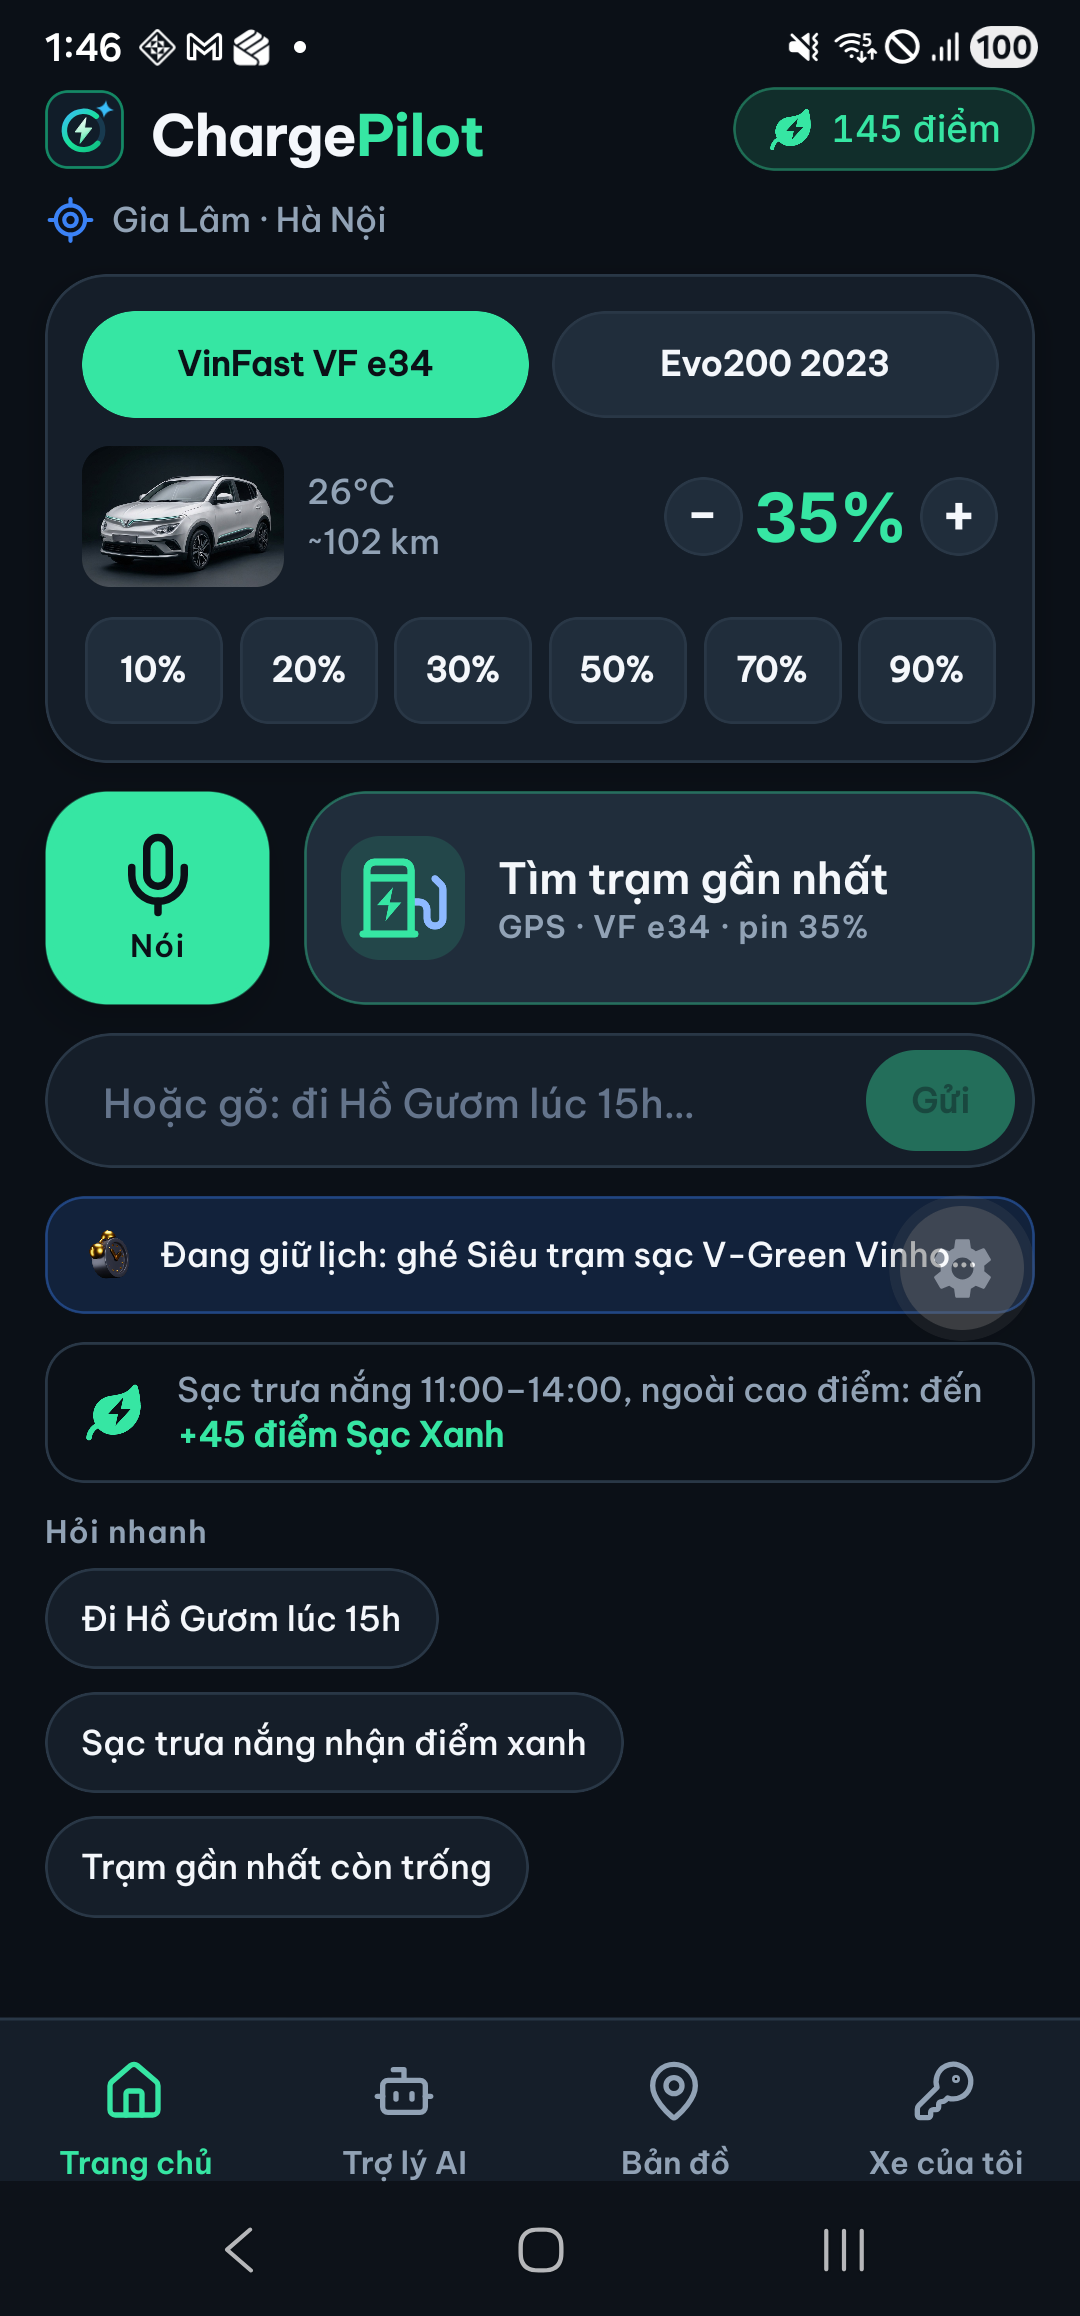 1:46
5
100
ChargePilot
145 điểm
Gia Lâm · Hà Nội
VinFast VF e34
Evo200 2023
26°C
~102 km
− 35% +
10% 20% 30% 50% 70% 90%
Nói
Tìm trạm gần nhất
GPS · VF e34 · pin 35%
Hoặc gõ: đi Hồ Gươm lúc 15h...
Gửi
Đang giữ lịch: ghé Siêu trạm sạc V-Green Vinho...
Sạc trưa nắng 11:00–14:00, ngoài cao điểm: đến
+45 điểm Sạc Xanh
Hỏi nhanh
Đi Hồ Gươm lúc 15h
Sạc trưa nắng nhận điểm xanh
Trạm gần nhất còn trống
Trang chủ
Trợ lý AI
Bản đồ
Xe của tôi